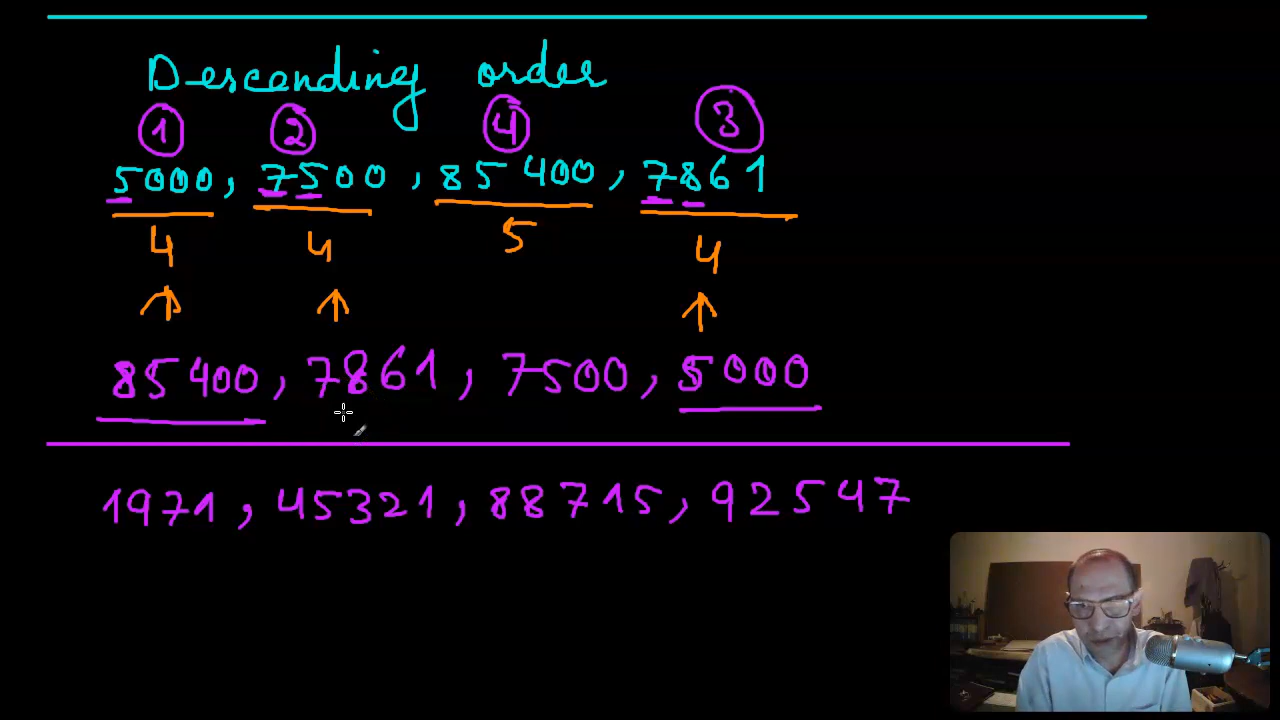 Descending order
1 2 4 3
5000, 7500, 85400, 7861
4 4 5 4
85400, 7861, 7500, 5000
1971, 45321, 88715, 92547